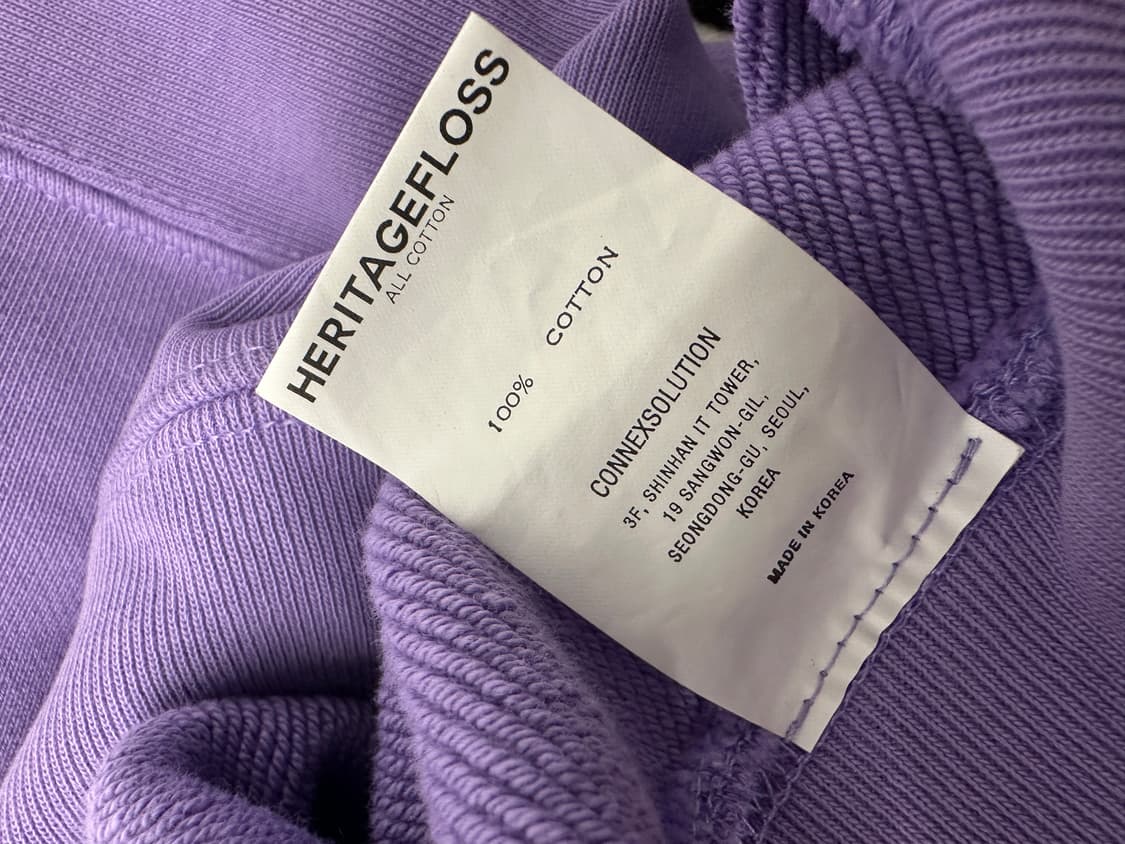 HERITAGEFLOSS
ALL COTTON
100% COTTON
CONNEXSOLUTION
3F, SHINHAN IT TOWER,
19 SANGWON-GIL,
SEONGDONG-GU, SEOUL,
KOREA
MADE IN KOREA